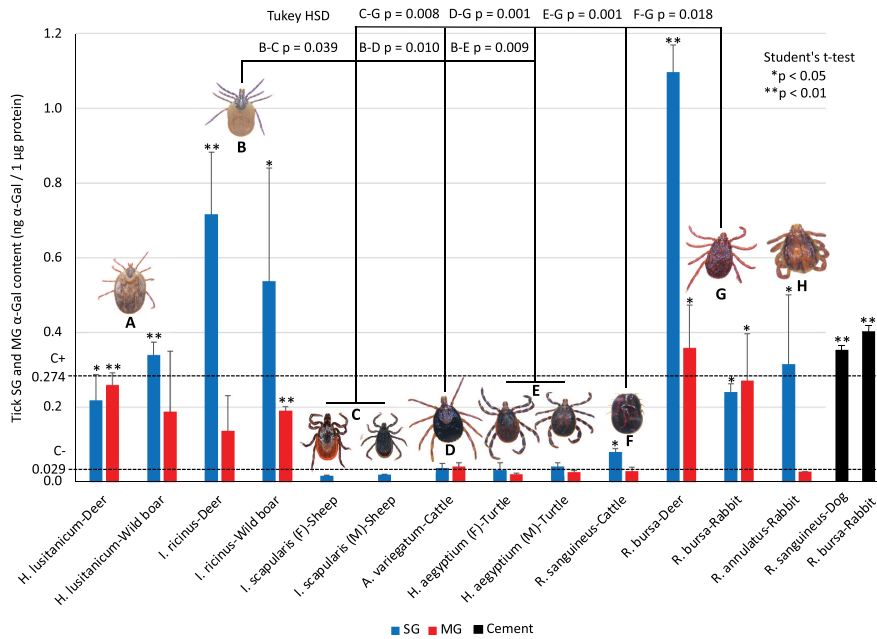 Tukey HSD
C-G p = 0.008
D-G p = 0.001
E-G p = 0.001
F-G p = 0.018
B-C p = 0.039
B-D p = 0.010
B-E p = 0.009
Student's t-test
*p < 0.05
**p < 0.01
Tick SG and MG α-Gal content (ng α-Gal / 1 µg protein)
1.2
1.0
0.8
0.6
0.4
C+
0.274
0.2
C-
0.029
0.0
**
*
**
B
*
**
**
A
**
*
**
C
D
E
*
F
*
G
H
*
*
*
**
**
H. lusitanicum-Deer
H. lusitanicum-Wild boar
I. ricinus-Deer
I. ricinus-Wild boar
I. scapularis (F)-Sheep
I. scapularis (M)-Sheep
A. variegatum-Cattle
H. aegyptium (F)-Turtle
H. aegyptium (M)-Turtle
R. sanguineus-Cattle
R. bursa-Deer
R. bursa-Rabbit
R. annulatus-Rabbit
R. sanguineus-Dog
R. bursa-Rabbit
SG MG Cement